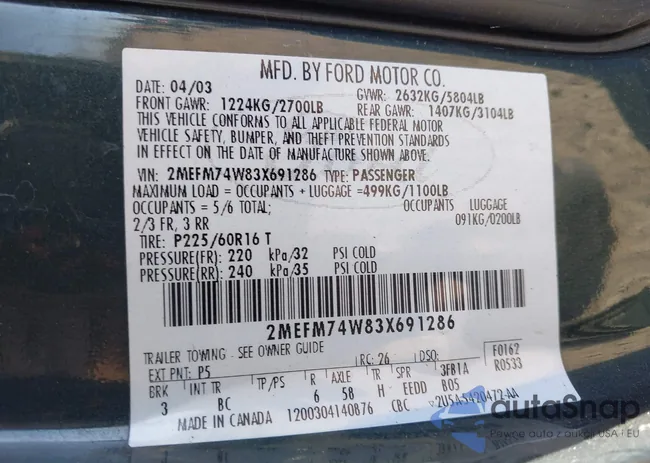 MFD. BY FORD MOTOR CO.
DATE: 04/03 GVWR: 2632KG/5804LB
FRONT GAWR: 1224KG/2700LB REAR GAWR: 1407KG/3104LB
THIS VEHICLE CONFORMS TO ALL APPLICABLE FEDERAL MOTOR
VEHICLE SAFETY, BUMPER, AND THEFT PREVENTION STANDARDS
IN EFFECT ON THE DATE OF MANUFACTURE SHOWN ABOVE.
VIN: 2MEFM74W83X691286 TYPE: PASSENGER
MAXIMUM LOAD = OCCUPANTS + LUGGAGE =499KG/1100LB
OCCUPANTS = 5/6 TOTAL; OCCUPANTS LUGGAGE
2/3 FR, 3 RR 091KG/0200LB
TIRE: P225/60R16 T
PRESSURE(FR) = 220 kPa/32 PSI COLD
PRESSURE(RR) = 240 kPa/35 PSI COLD
2MEFM74W83X691286
TRAILER TOWING - SEE OWNER GUIDE F0162
EXT PNT: P5 RC: 26 DSO: R0533
BRK INT TR TP/PS R AXLE TR SPR 3FB1A
3 BC 6 58 H EEDD B05
MADE IN CANADA 1200304140876 CBC
autoSnap
Pewne auto z aukcji USA i EU